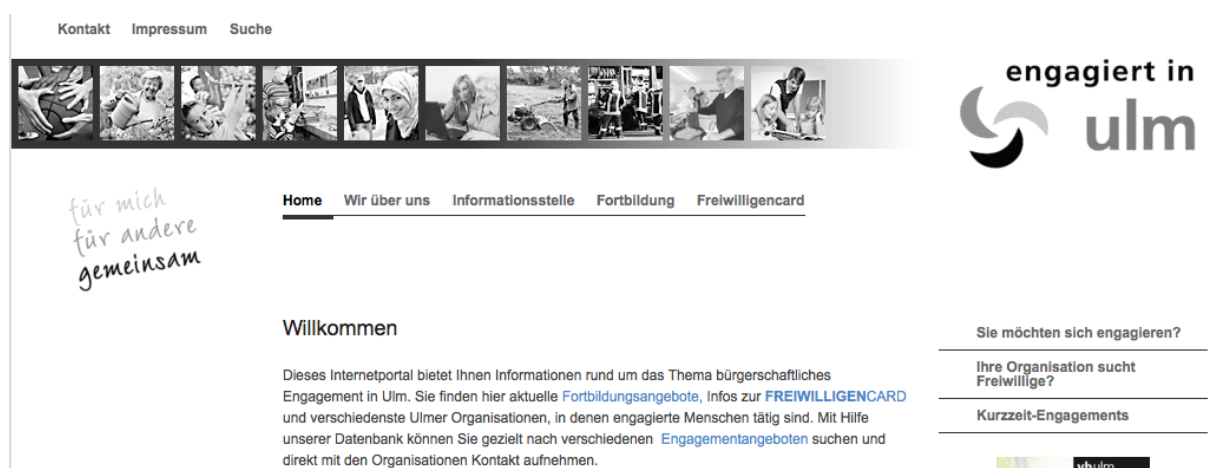 Kontakt Impressum Suche
engagiert in
ulm
für mich
für andere
gemeinsam
Home Wir über uns Informationsstelle Fortbildung Freiwilligencard
Willkommen
Dieses Internetportal bietet Ihnen Informationen rund um das Thema bürgerschaftliches
Engagement in Ulm. Sie finden hier aktuelle Fortbildungsangebote, Infos zur FREIWILLIGENCARD
und verschiedenste Ulmer Organisationen, in denen engagierte Menschen tätig sind. Mit Hilfe
unserer Datenbank können Sie gezielt nach verschiedenen Engagementangeboten suchen und
direkt mit den Organisationen Kontakt aufnehmen.
Sie möchten sich engagieren?
Ihre Organisation sucht
Freiwillige?
Kurzzeit-Engagements
vhulm